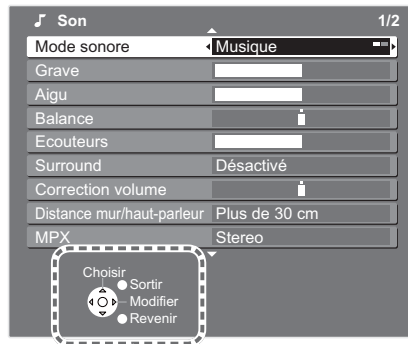 Son 1/2
Mode sonore Musique
Grave
Aigu
Balance
Ecouteurs
Surround Désactivé
Correction volume
Distance mur/haut-parleur Plus de 30 cm
MPX Stereo
Choisir
Sortir
Modifier
Revenir